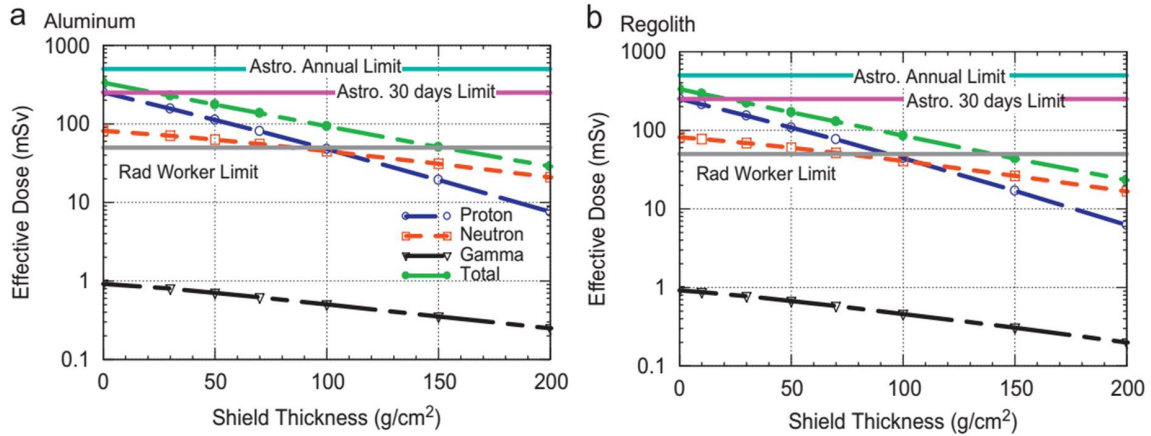 a Aluminum
1000
100
10
1
0.1
Effective Dose (mSv)
Astro. Annual Limit
Astro. 30 days Limit
Rad Worker Limit
Proton
Neutron
Gamma
Total
0 50 100 150 200
Shield Thickness (g/cm²)
b Regolith
1000
100
10
1
0.1
Effective Dose (mSv)
Astro. Annual Limit
Astro. 30 days Limit
Rad Worker Limit
0 50 100 150 200
Shield Thickness (g/cm²)